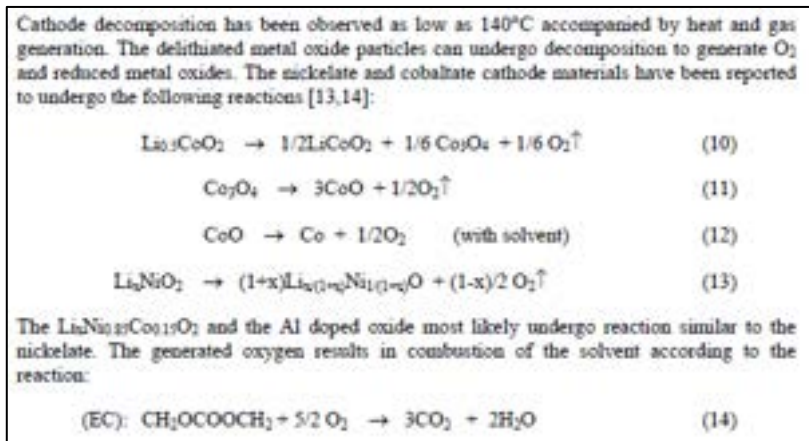 Cathode decomposition has been observed as low as 140°C accompanied by heat and gas
generation. The delithiated metal oxide particles can undergo decomposition to generate O₂
and reduced metal oxides. The nickelate and cobaltate cathode materials have been reported
to undergo the following reactions [13,14]:
Li₀.₅CoO₂ → 1/2LiCoO₂ + 1/6 Co₃O₄ + 1/6 O₂↑ (10)
Co₃O₄ → 3CoO + 1/2O₂↑ (11)
CoO → Co + 1/2O₂ (with solvent) (12)
LiₓNiO₂ → (1+x)Liₓ/(1+x)Ni1/(1+x)O + (1-x)/2 O₂↑ (13)
The LiₓNi₀.₈₅Co₀.₁₅O₂ and the Al doped oxide most likely undergo reaction similar to the
nickelate. The generated oxygen results in combustion of the solvent according to the
reaction:
(EC): CH₂OCOOCH₂ + 5/2 O₂ → 3CO₂ + 2H₂O (14)